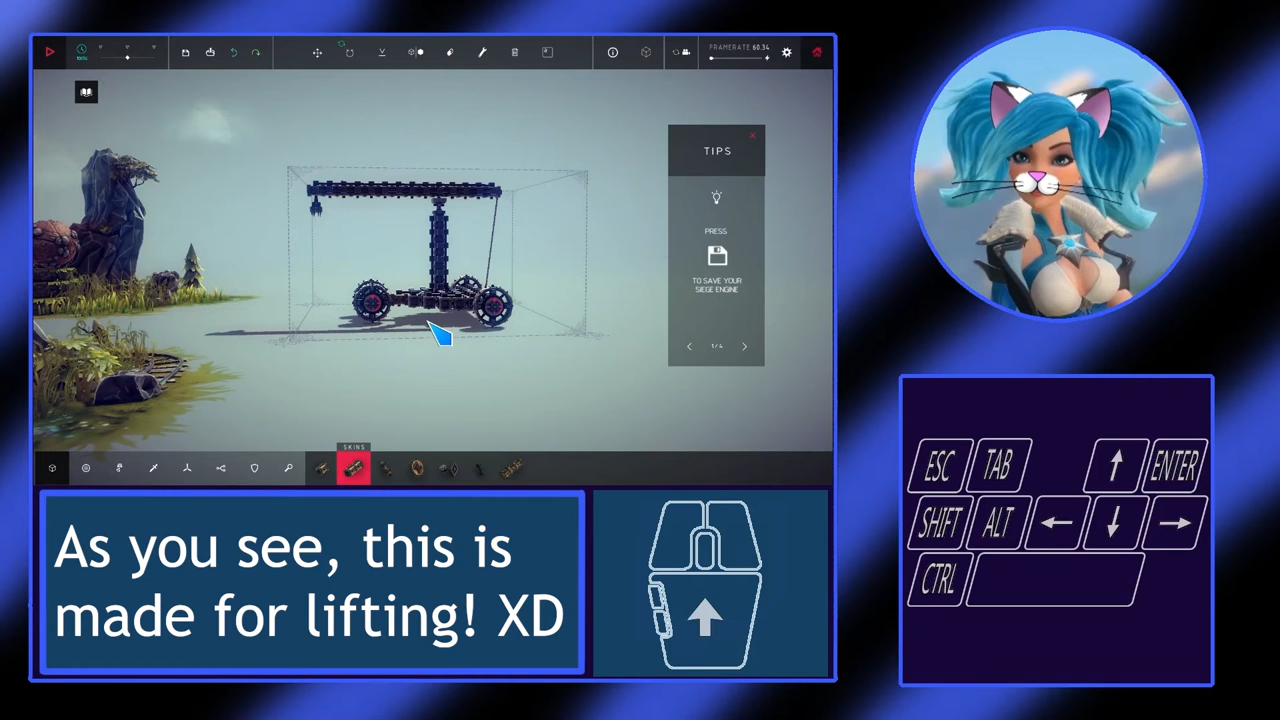 100%
FRAMERATE 60.34
TIPS
PRESS
TO SAVE YOUR
SIEGE ENGINE
1/4
SKINS
As you see, this is
made for lifting! XD
ESC TAB ENTER
SHIFT ALT
CTRL